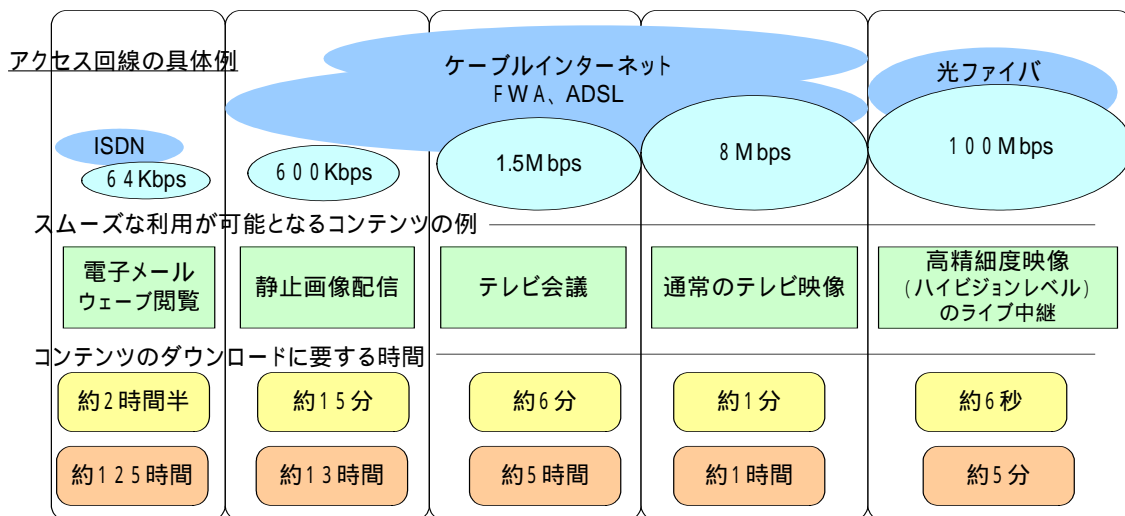 アクセス回線の具体例
ケーブルインターネット
ＦＷＡ、ADSL
光ファイバ
ISDN
６４Kbps
６００Kbps
1.5Ｍbps
８Ｍbps
１００Ｍbps
スムーズな利用が可能となるコンテンツの例
電子メール
ウェーブ閲覧
静止画像配信
テレビ会議
通常のテレビ映像
高精細度映像
(ハイビジョンレベル)
のライブ中継
コンテンツのダウンロードに要する時間
約２時間半
約１５分
約６分
約１分
約６秒
約１２５時間
約１３時間
約５時間
約１時間
約５分